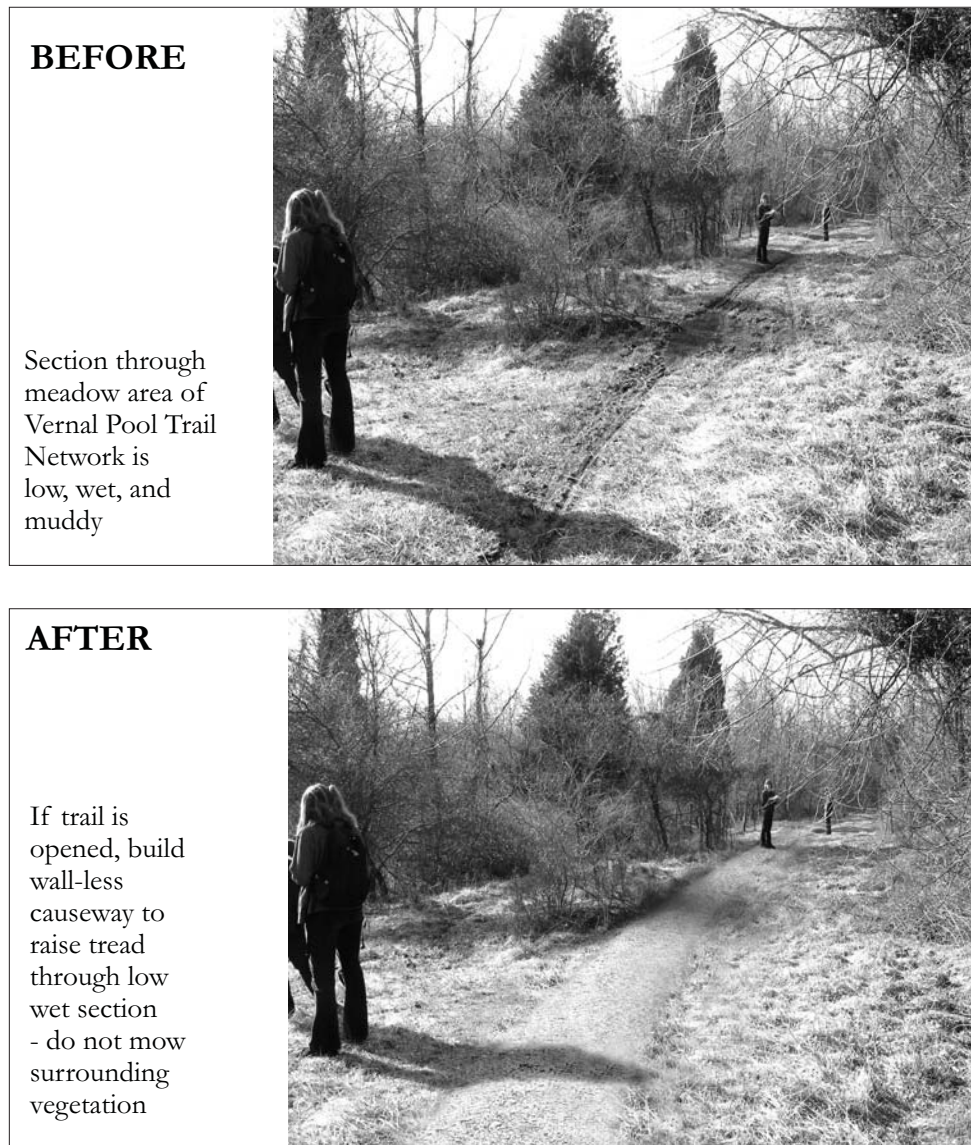 BEFORE
Section through
meadow area of
Vernal Pool Trail
Network is
low, wet, and
muddy
AFTER
If trail is
opened, build
wall-less
causeway to
raise tread
through low
wet section
- do not mow
surrounding
vegetation